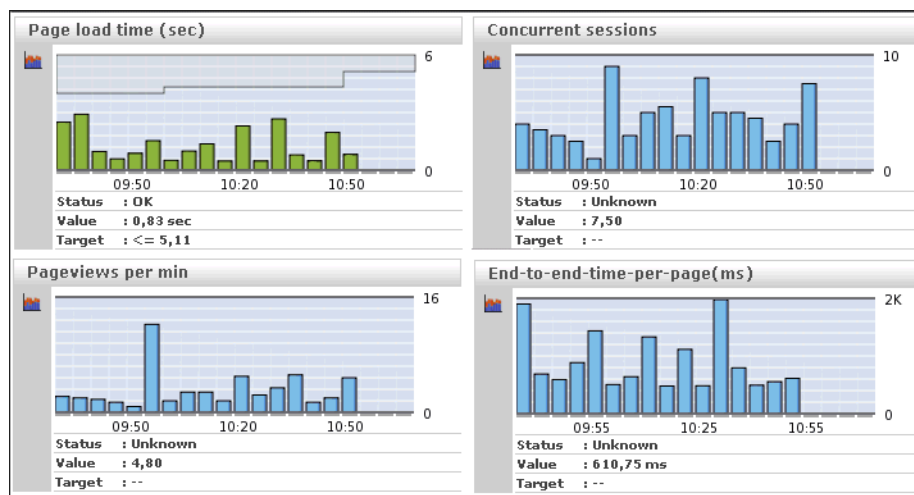 Page load time (sec)
6
0
09:50 10:20 10:50
Status : OK
Value : 0,83 sec
Target : <= 5,11
Concurrent sessions
10
0
09:50 10:20 10:50
Status : Unknown
Value : 7,50
Target : --
Pageviews per min
16
0
09:50 10:20 10:50
Status : Unknown
Value : 4,80
Target : --
End-to-end-time-per-page(ms)
2K
0
09:55 10:25 10:55
Status : Unknown
Value : 610,75 ms
Target : --